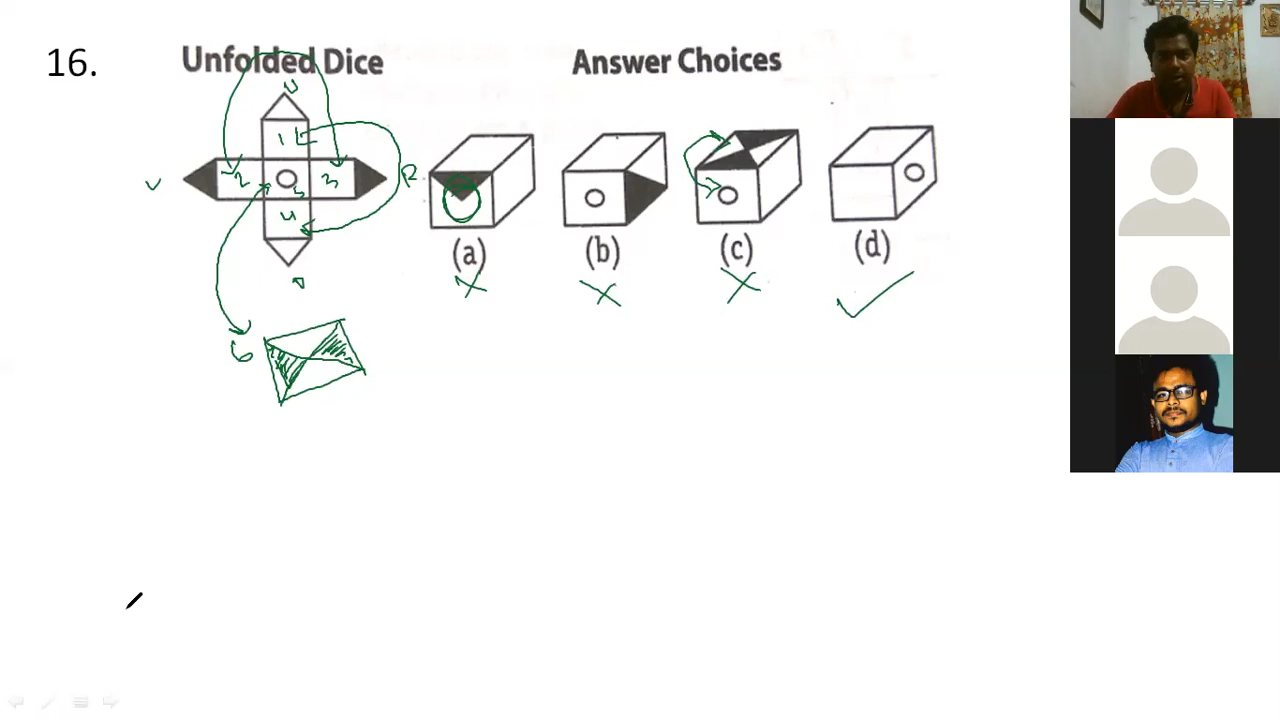 16.
Unfolded Dice
Answer Choices
1
2
3
5
4
6
(a)
(b)
(c)
(d)